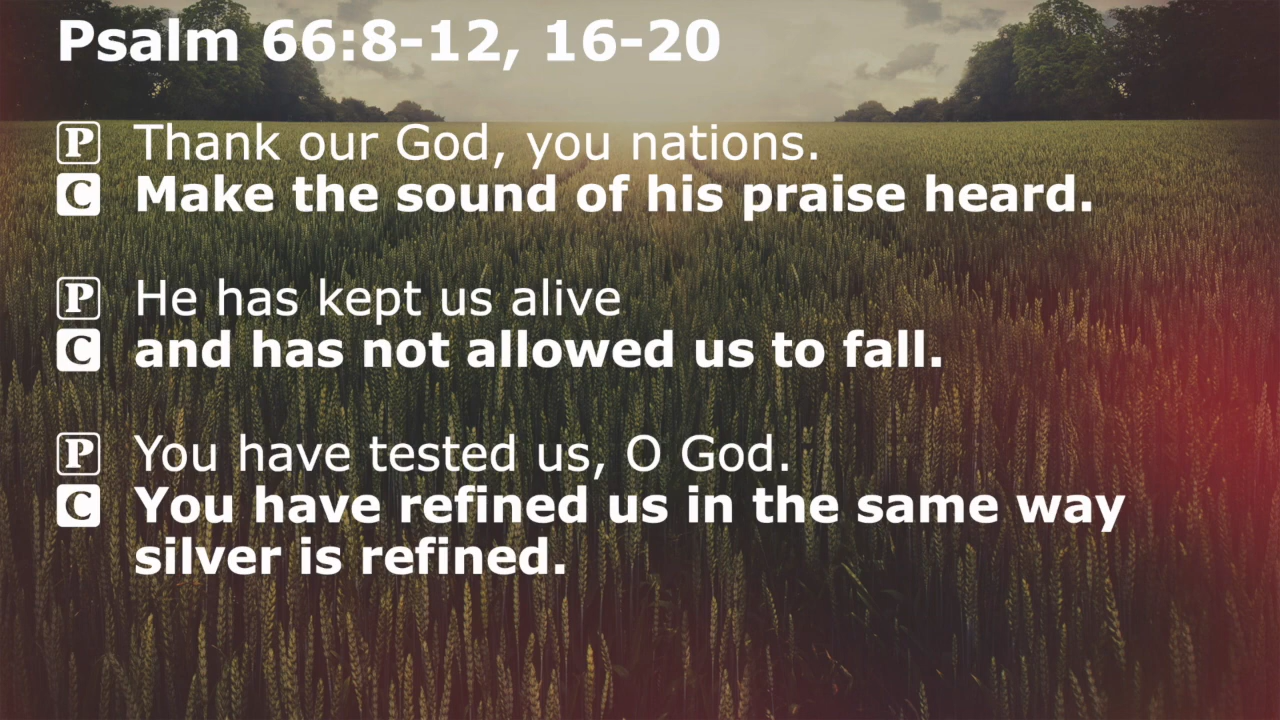 Psalm 66:8-12, 16-20
P Thank our God, you nations.
C Make the sound of his praise heard.
P He has kept us alive
C and has not allowed us to fall.
P You have tested us, O God.
C You have refined us in the same way
silver is refined.